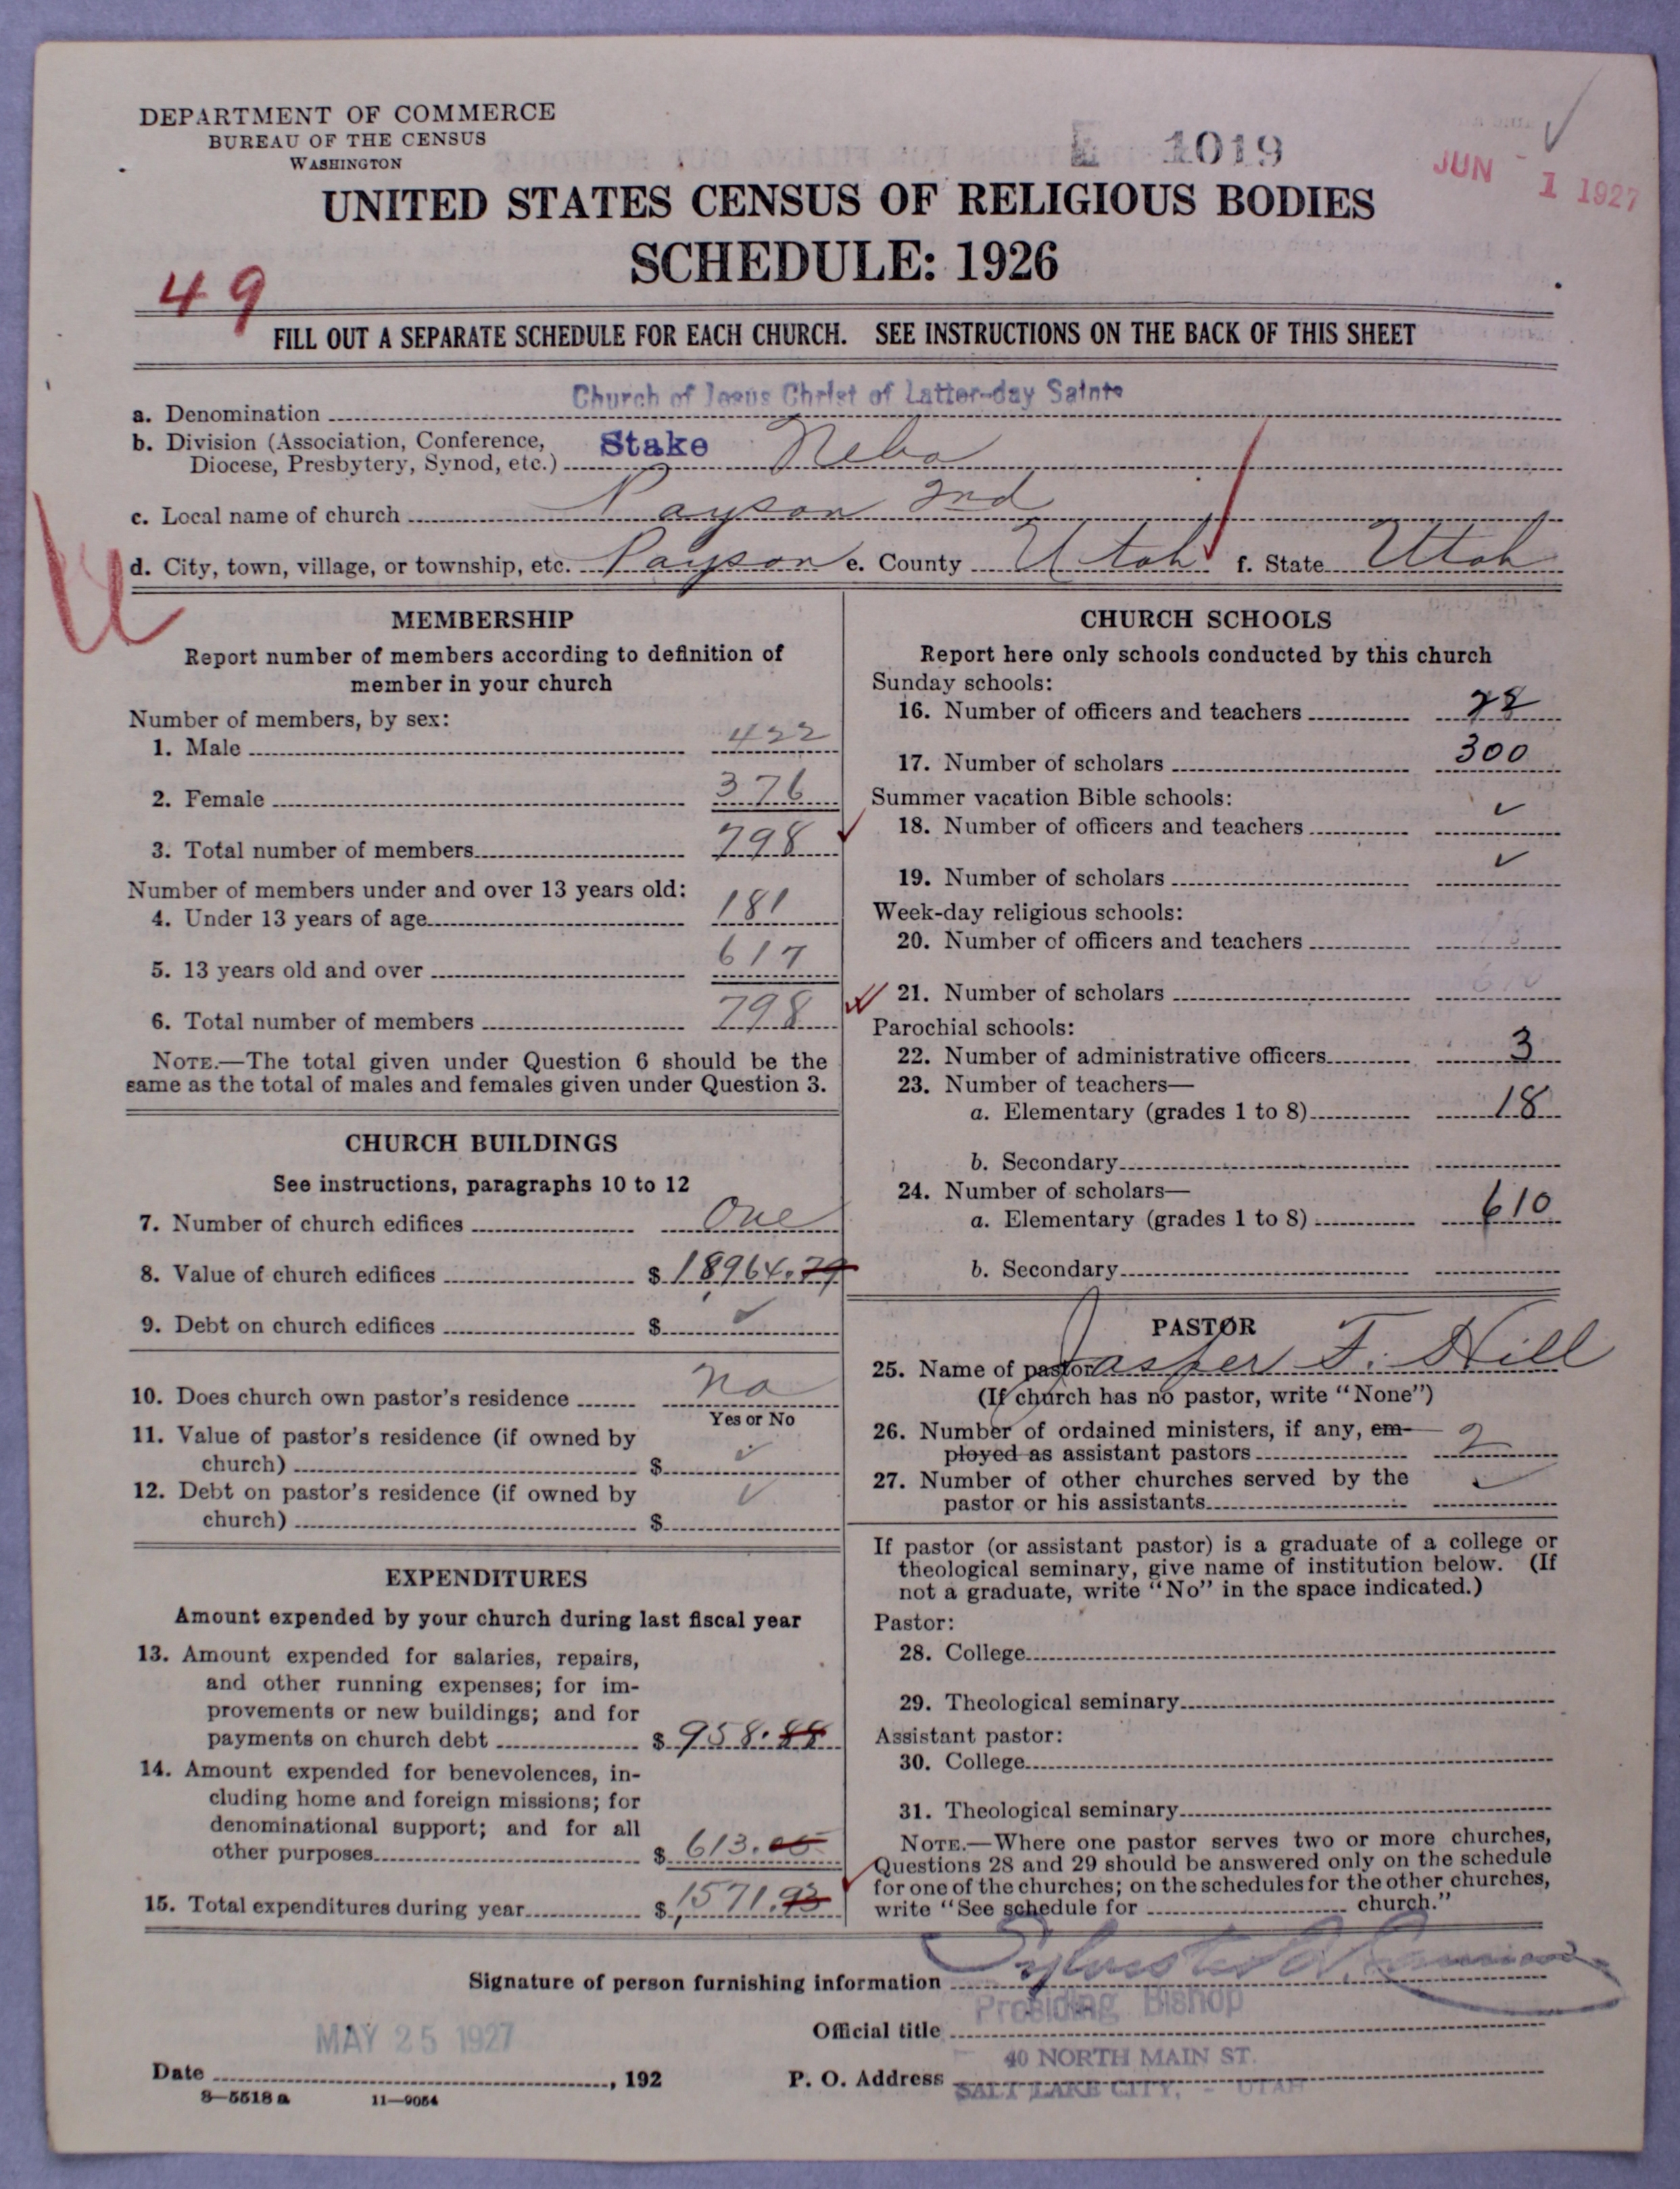 DEPARTMENT OF COMMERCE
BUREAU OF THE CENSUS
WASHINGTON
1019
JUN - 1 1927
UNITED STATES CENSUS OF RELIGIOUS BODIES
SCHEDULE: 1926
49
FILL OUT A SEPARATE SCHEDULE FOR EACH CHURCH. SEE INSTRUCTIONS ON THE BACK OF THIS SHEET
a. Denomination Church of Jesus Christ of Latter-day Saints
b. Division (Association, Conference,
Diocese, Presbytery, Synod, etc.) Stake Nebo
c. Local name of church Payson 2nd
d. City, town, village, or township, etc. Payson e. County Utah f. State Utah
MEMBERSHIP
Report number of members according to definition of
member in your church
Number of members, by sex:
1. Male 422
2. Female 376
3. Total number of members 798
Number of members under and over 13 years old:
4. Under 13 years of age 181
5. 13 years old and over 617
6. Total number of members 798
NOTE.—The total given under Question 6 should be the
same as the total of males and females given under Question 3.
CHURCH BUILDINGS
See instructions, paragraphs 10 to 12
7. Number of church edifices One
8. Value of church edifices $ 18964.79
9. Debt on church edifices $ ✓
10. Does church own pastor's residence No
Yes or No
11. Value of pastor's residence (if owned by
church) $ ✓
12. Debt on pastor's residence (if owned by
church) $ ✓
EXPENDITURES
Amount expended by your church during last fiscal year
13. Amount expended for salaries, repairs,
and other running expenses; for im-
provements or new buildings; and for
payments on church debt $ 958.88
14. Amount expended for benevolences, in-
cluding home and foreign missions; for
denominational support; and for all
other purposes $ 613.05
15. Total expenditures during year $ 1571.93
CHURCH SCHOOLS
Report here only schools conducted by this church
Sunday schools:
16. Number of officers and teachers 28
17. Number of scholars 300
Summer vacation Bible schools:
18. Number of officers and teachers ✓
19. Number of scholars ✓
Week-day religious schools:
20. Number of officers and teachers
21. Number of scholars 610
Parochial schools:
22. Number of administrative officers 3
23. Number of teachers—
a. Elementary (grades 1 to 8) 18
b. Secondary
24. Number of scholars—
a. Elementary (grades 1 to 8) 610
b. Secondary
PASTOR
25. Name of pastor Jasper F. Hill
(If church has no pastor, write "None")
26. Number of ordained ministers, if any, em-
ployed as assistant pastors 2
27. Number of other churches served by the
pastor or his assistants ✓
If pastor (or assistant pastor) is a graduate of a college or
theological seminary, give name of institution below. (If
not a graduate, write "No" in the space indicated.)
Pastor:
28. College
29. Theological seminary
Assistant pastor:
30. College
31. Theological seminary
NOTE.—Where one pastor serves two or more churches,
Questions 28 and 29 should be answered only on the schedule
for one of the churches; on the schedules for the other churches,
write "See schedule for church."
Signature of person furnishing information
Official title Presiding Bishop
MAY 25 1927
Date , 192
P. O. Address 40 NORTH MAIN ST.
SALT LAKE CITY, - UTAH
8—5518 a 11—9054